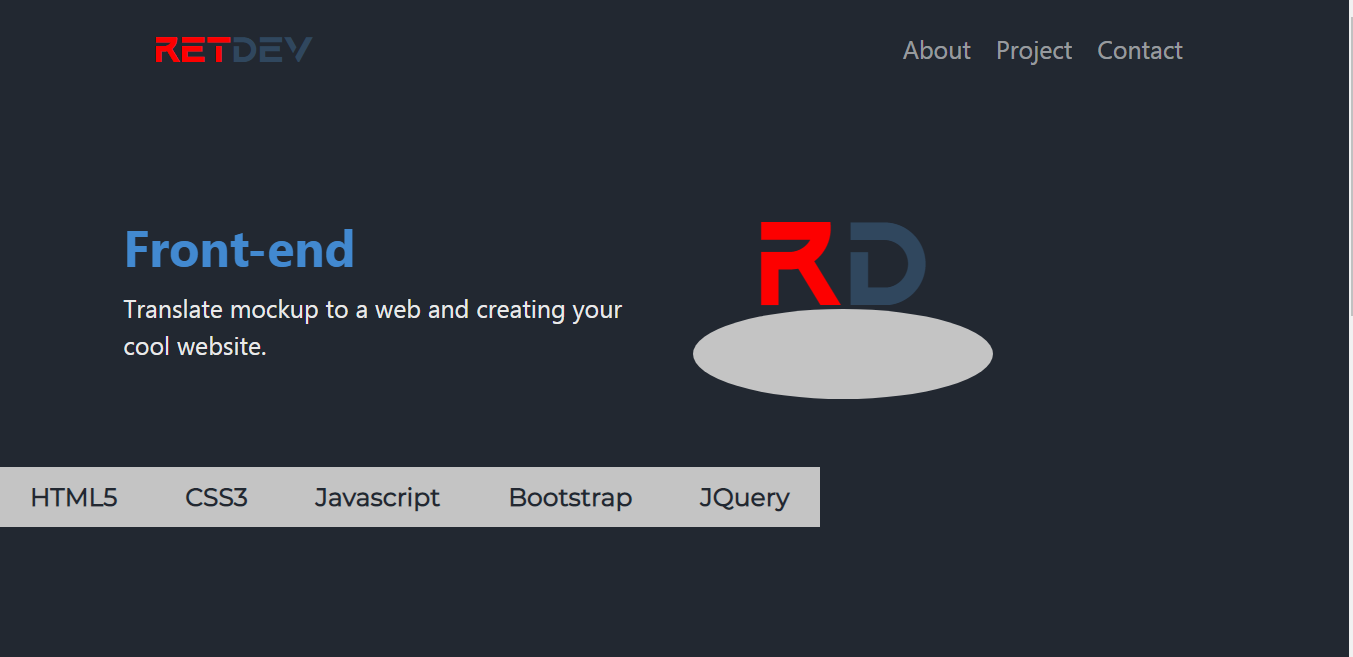 RETDEV
About Project Contact
RD
Front-end
Translate mockup to a web and creating your
cool website.
HTML5 CSS3 Javascript Bootstrap JQuery